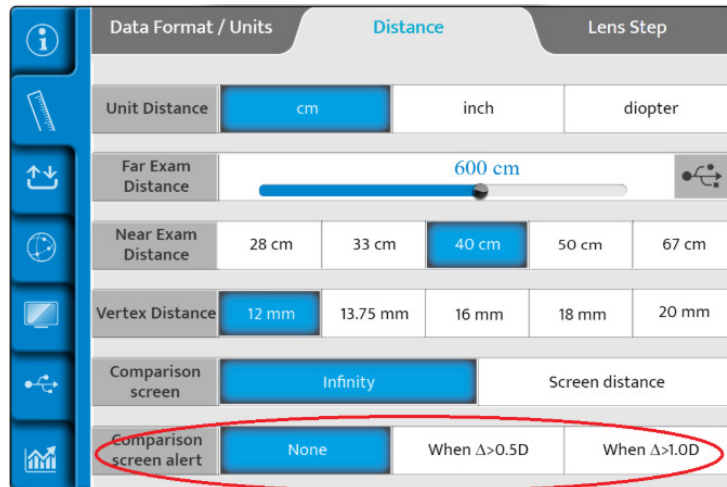 Data Format / Units Distance Lens Step
Unit Distance cm inch diopter
Far Exam
Distance
600 cm
Near Exam
Distance
28 cm 33 cm 40 cm 50 cm 67 cm
Vertex Distance 12 mm 13.75 mm 16 mm 18 mm 20 mm
Comparison
screen
Infinity Screen distance
Comparison
screen alert
None When Δ>0.5D When Δ>1.0D